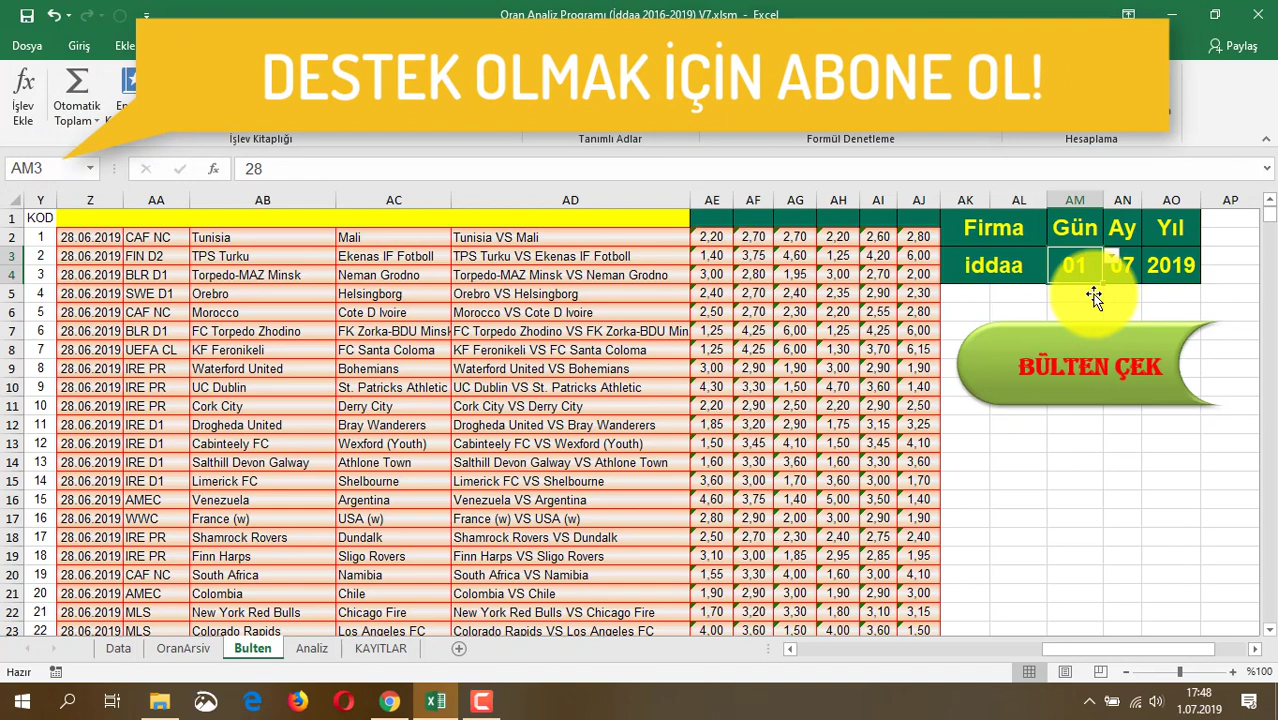 Oran Analiz Programı (İddaa 2016-2019) V7.xlsm - Excel
Dosya Giriş Ekle Paylaş
DESTEK OLMAK İÇİN ABONE OL!
İşlev Ekle Otomatik Toplam
İşlev Kitaplığı Tanımlı Adlar Formül Denetleme Hesaplama
AM3 fx 28
Y Z AA AB AC AD AE AF AG AH AI AJ AK AL AM AN AO AP
1 KOD Firma Gün Ay Yıl
2 1 28.06.2019 CAF NC Tunisia Mali Tunisia VS Mali 2,20 2,70 2,70 2,20 2,60 2,80
3 2 28.06.2019 FIN D2 TPS Turku Ekenas IF Fotboll TPS Turku VS Ekenas IF Fotboll 1,25 3,75 4,60 1,20 4,25 6,00
iddaa 01 07 2019
4 3 28.06.2019 BLR D1 Torpedo-MAZ Minsk Neman Grodno Torpedo-MAZ Minsk VS Neman Grodno 3,00 2,80 1,95 3,00 2,70 2,00
5 4 28.06.2019 SWE D1 Orebro Helsingborg Orebro VS Helsingborg 2,40 2,70 2,40 2,35 2,90 2,30
6 5 28.06.2019 CAF NC Morocco Ivory Coast Morocco VS Ivory Coast 2,50 2,70 2,30 2,20 2,55 2,80
7 6 28.06.2019 BLR D1 FC Torpedo Zhodino FK Zorka-BDU Minsk FC Torpedo Zhodino VS FK Zorka-BDU Min 1,25 4,25 6,00 1,25 4,25 6,00
8 7 28.06.2019 UEFA CL KF Feronikeli FC Santa Coloma KF Feronikeli VS FC Santa Coloma 1,25 4,25 6,00 1,30 3,70 6,15
9 8 28.06.2019 IRE PR Waterford United Bohemians Waterford United VS Bohemians 3,00 2,90 1,90 3,00 2,90 1,90
BÜLTEN ÇEK
10 9 28.06.2019 IRE PR UC Dublin St. Patricks Athletic UC Dublin VS St. Patricks Athletic 4,30 3,30 1,50 4,70 3,60 1,40
11 10 28.06.2019 IRE PR Cork City Derry City Cork City VS Derry City 2,20 2,90 2,50 2,20 2,90 2,50
12 11 28.06.2019 IRE D1 Drogheda United Bray Wanderers Drogheda United VS Bray Wanderers 1,85 2,90 2,90 1,75 3,15 3,25
13 12 28.06.2019 IRE D1 Cabinteely FC Wexford (Youth) Cabinteely FC VS Wexford (Youth) 1,50 3,45 4,10 1,50 3,45 4,10
14 13 28.06.2019 IRE D1 Salthill Devon Galway Athlone Town Salthill Devon Galway VS Athlone Town 1,60 3,30 3,60 1,60 3,30 3,60
15 14 28.06.2019 IRE D1 Limerick FC Shelbourne Limerick FC VS Shelbourne 3,60 3,00 1,70 3,60 3,00 1,70
16 15 28.06.2019 AMEC Venezuela Argentina Venezuela VS Argentina 4,60 3,75 1,40 5,00 3,50 1,40
17 16 28.06.2019 WWC France (w) USA (w) France (w) VS USA (w) 2,80 2,90 2,00 3,00 2,90 1,90
18 17 28.06.2019 IRE PR Shamrock Rovers Dundalk Shamrock Rovers VS Dundalk 2,50 2,70 2,30 2,40 2,75 2,40
19 18 28.06.2019 IRE PR Finn Harps Sligo Rovers Finn Harps VS Sligo Rovers 3,10 3,00 1,85 2,95 2,85 1,95
20 19 28.06.2019 CAF NC South Africa Namibia South Africa VS Namibia 1,55 3,30 4,00 1,60 3,00 4,10
21 20 28.06.2019 AMEC Colombia Chile Colombia VS Chile 1,90 2,90 3,00 1,90 2,90 3,00
22 21 28.06.2019 MLS New York Red Bulls Chicago Fire New York Red Bulls VS Chicago Fire 1,70 3,20 3,30 1,80 3,10 3,15
23 22 28.06.2019 MLS Colorado Rapids Los Angeles FC Colorado Rapids VS Los Angeles FC 4,00 3,60 1,50 4,00 3,60 1,50
Data OranArsiv Bulten Analiz KAYITLAR
Hazır %100
17:48
1.07.2019